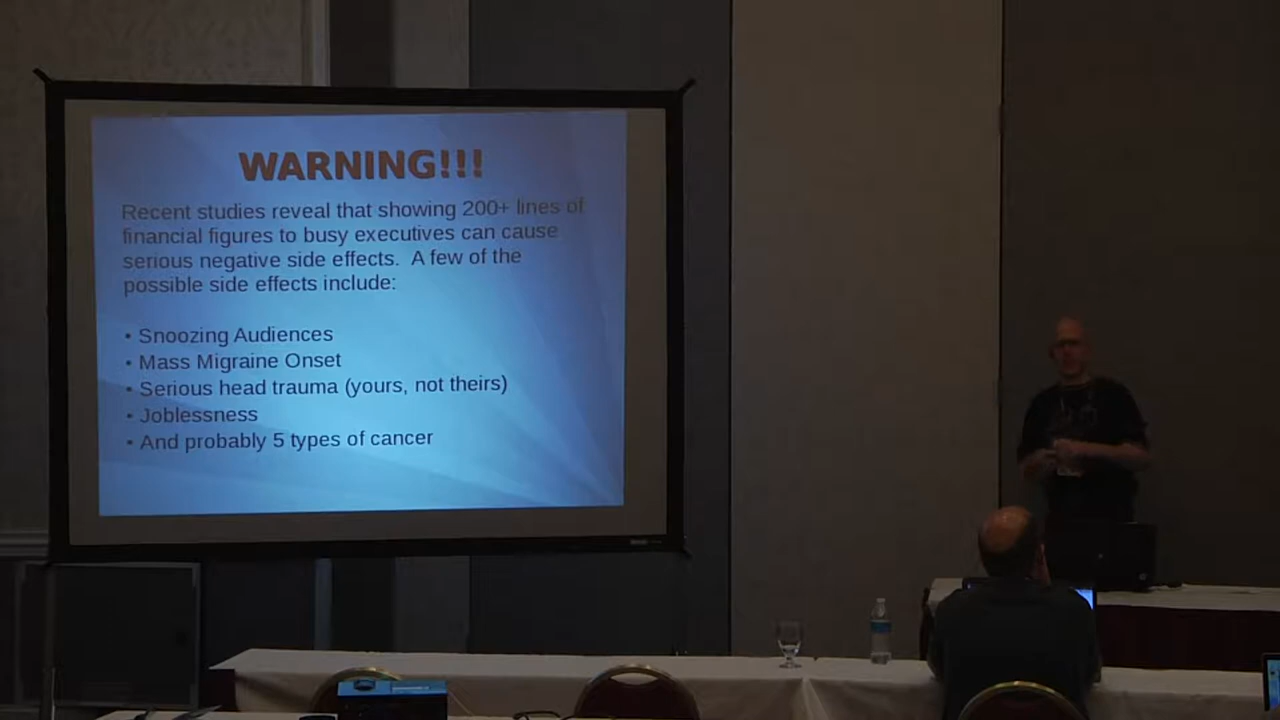 WARNING!!!
Recent studies reveal that showing 200+ lines of
financial figures to busy executives can cause
serious negative side effects.  A few of the
possible side effects include:
• Snoozing Audiences
• Mass Migraine Onset
• Serious head trauma (yours, not theirs)
• Joblessness
• And probably 5 types of cancer